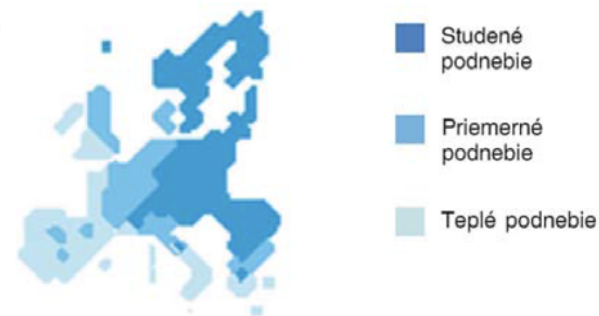 Studené
podnebie
Priemerné
podnebie
Teplé podnebie